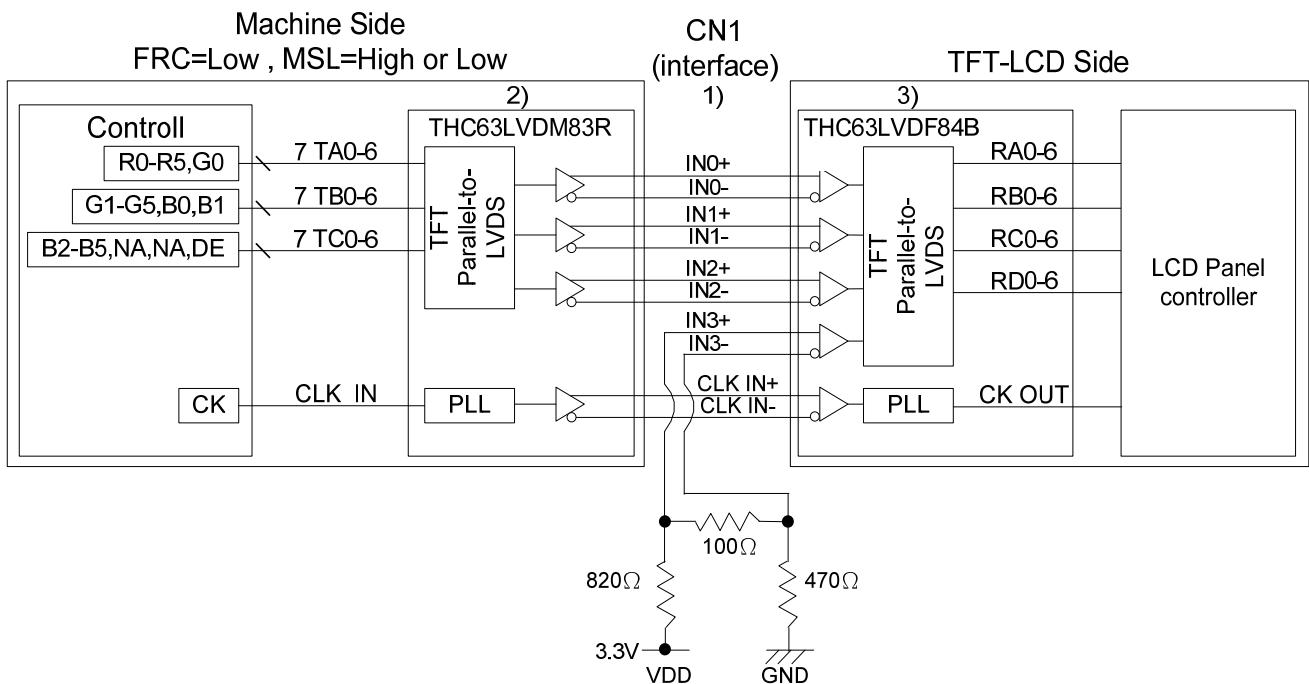 Machine Side
FRC=Low , MSL=High or Low
CN1
(interface)
1)
TFT-LCD Side
2)
3)
Controll
THC63LVDM83R
THC63LVDF84B
R0-R5,G0
7 TA0-6
G1-G5,B0,B1
7 TB0-6
B2-B5,NA,NA,DE
7 TC0-6
TFT
Parallel-to-
LVDS
IN0+
IN0-
IN1+
IN1-
IN2+
IN2-
IN3+
IN3-
TFT
Parallel-to-
LVDS
RA0-6
RB0-6
RC0-6
RD0-6
LCD Panel
controller
CK
CLK IN
PLL
CLK IN+
CLK IN-
PLL
CK OUT
100Ω
820Ω
470Ω
3.3V
VDD
GND